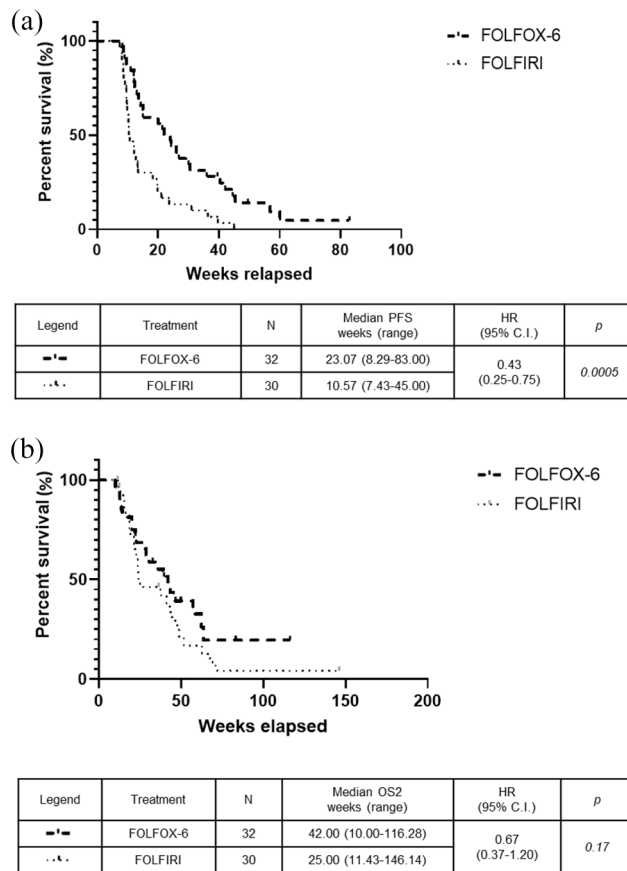 (a)
FOLFOX-6
FOLFIRI
Percent survival (%)
100
50
0
0 20 40 60 80 100
Weeks relapsed
Legend Treatment N Median PFS weeks (range) HR (95% C.I.) p
FOLFOX-6 32 23.07 (8.29-83.00) 0.43 (0.25-0.75) 0.0005
FOLFIRI 30 10.57 (7.43-45.00)
(b)
FOLFOX-6
FOLFIRI
Percent survival (%)
100
50
0
0 50 100 150 200
Weeks elapsed
Legend Treatment N Median OS2 weeks (range) HR (95% C.I.) p
FOLFOX-6 32 42.00 (10.00-116.28) 0.67 (0.37-1.20) 0.17
FOLFIRI 30 25.00 (11.43-146.14)